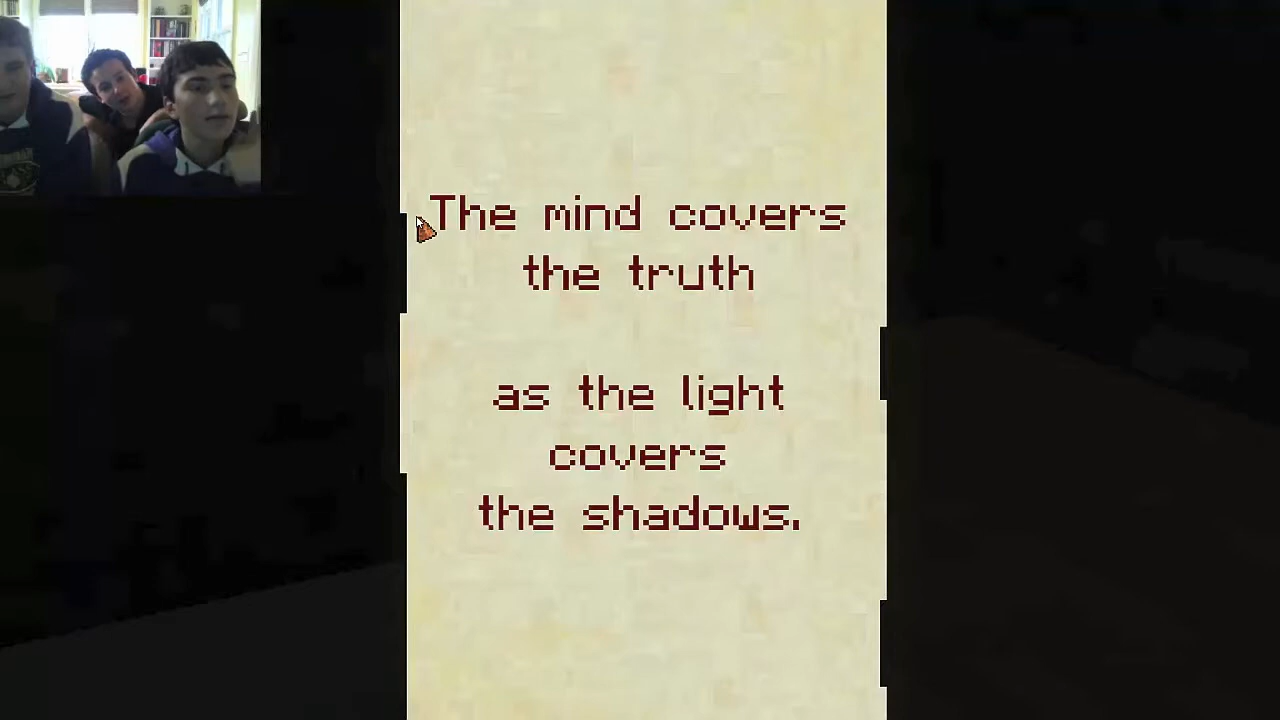 The mind covers
the truth
as the light
covers
the shadows.